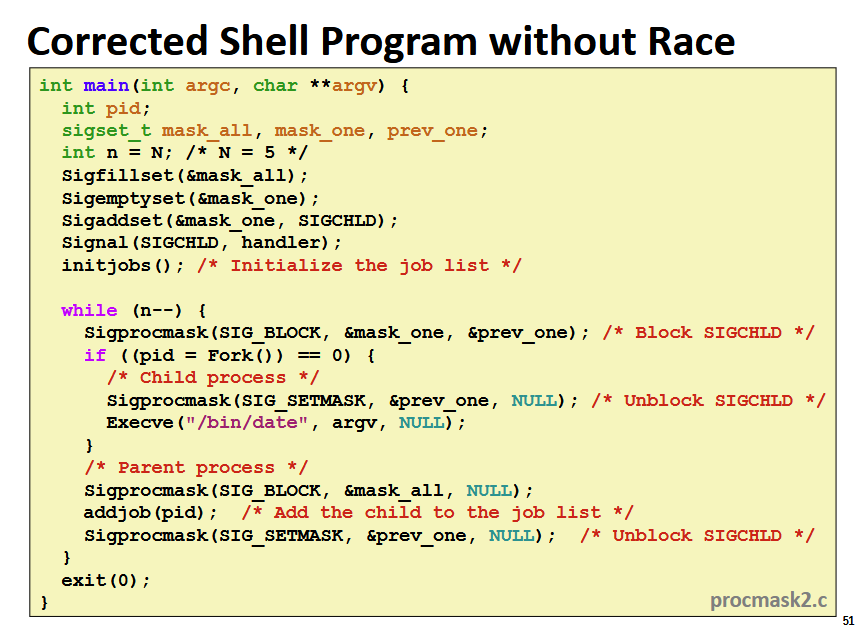 Corrected Shell Program without Race
int main(int argc, char **argv) {
  int pid;
  sigset_t mask_all, mask_one, prev_one;
  int n = N; /* N = 5 */
  Sigfillset(&mask_all);
  Sigemptyset(&mask_one);
  Sigaddset(&mask_one, SIGCHLD);
  Signal(SIGCHLD, handler);
  initjobs(); /* Initialize the job list */
  while (n--) {
    Sigprocmask(SIG_BLOCK, &mask_one, &prev_one); /* Block SIGCHLD */
    if ((pid = Fork()) == 0) {
      /* Child process */
      Sigprocmask(SIG_SETMASK, &prev_one, NULL); /* Unblock SIGCHLD */
      Execve("/bin/date", argv, NULL);
    }
    /* Parent process */
    Sigprocmask(SIG_BLOCK, &mask_all, NULL);
    addjob(pid);  /* Add the child to the job list */
    Sigprocmask(SIG_SETMASK, &prev_one, NULL);  /* Unblock SIGCHLD */
  }
  exit(0);
}
procmask2.c
51